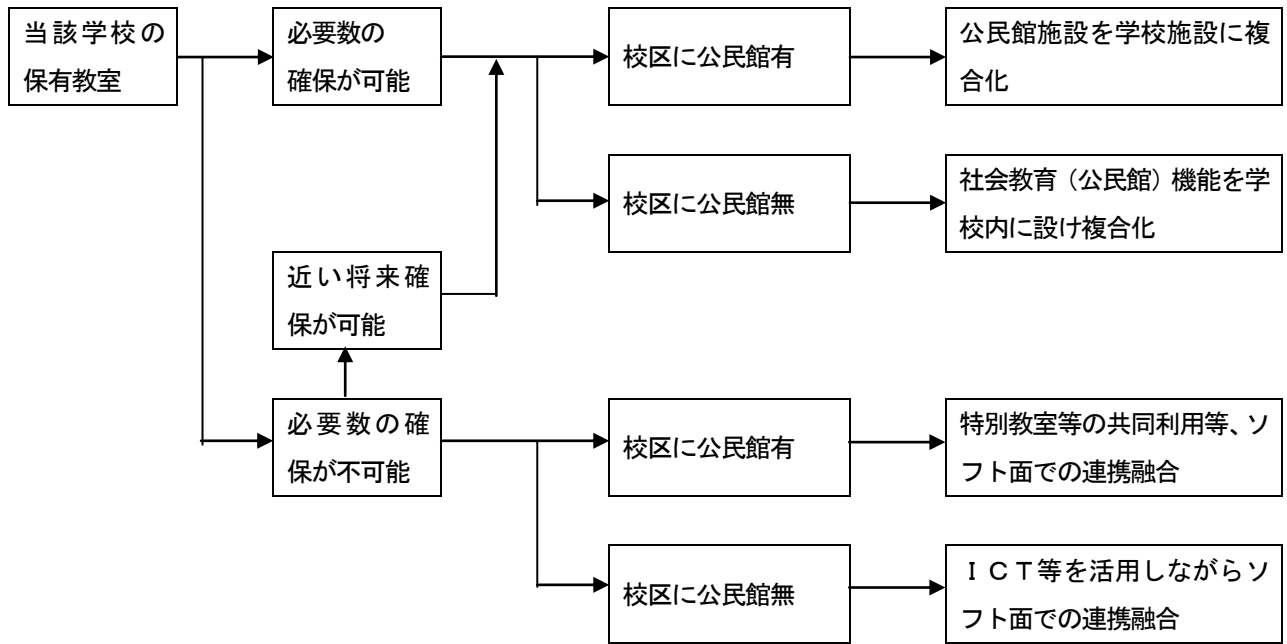 当該学校の
保有教室
必要数の
確保が可能
校区に公民館有
公民館施設を学校施設に複
合化
校区に公民館無
社会教育（公民館）機能を学
校内に設け複合化
近い将来確
保が可能
必要数の確
保が不可能
校区に公民館有
特別教室等の共同利用等、ソ
フト面での連携融合
校区に公民館無
ＩＣＴ等を活用しながらソ
フト面での連携融合